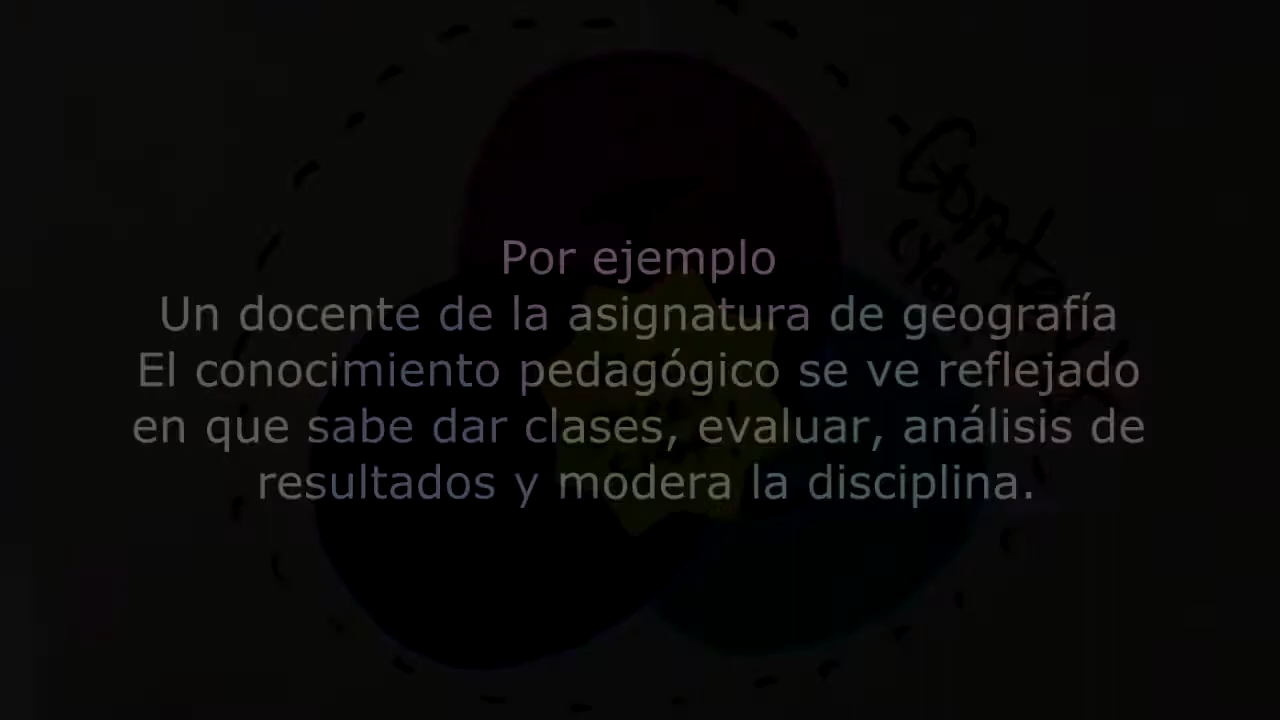 Por ejemplo
Un docente de la asignatura de geografía
El conocimiento pedagógico se ve reflejado
en que sabe dar clases, evaluar, análisis de
resultados y modera la disciplina.